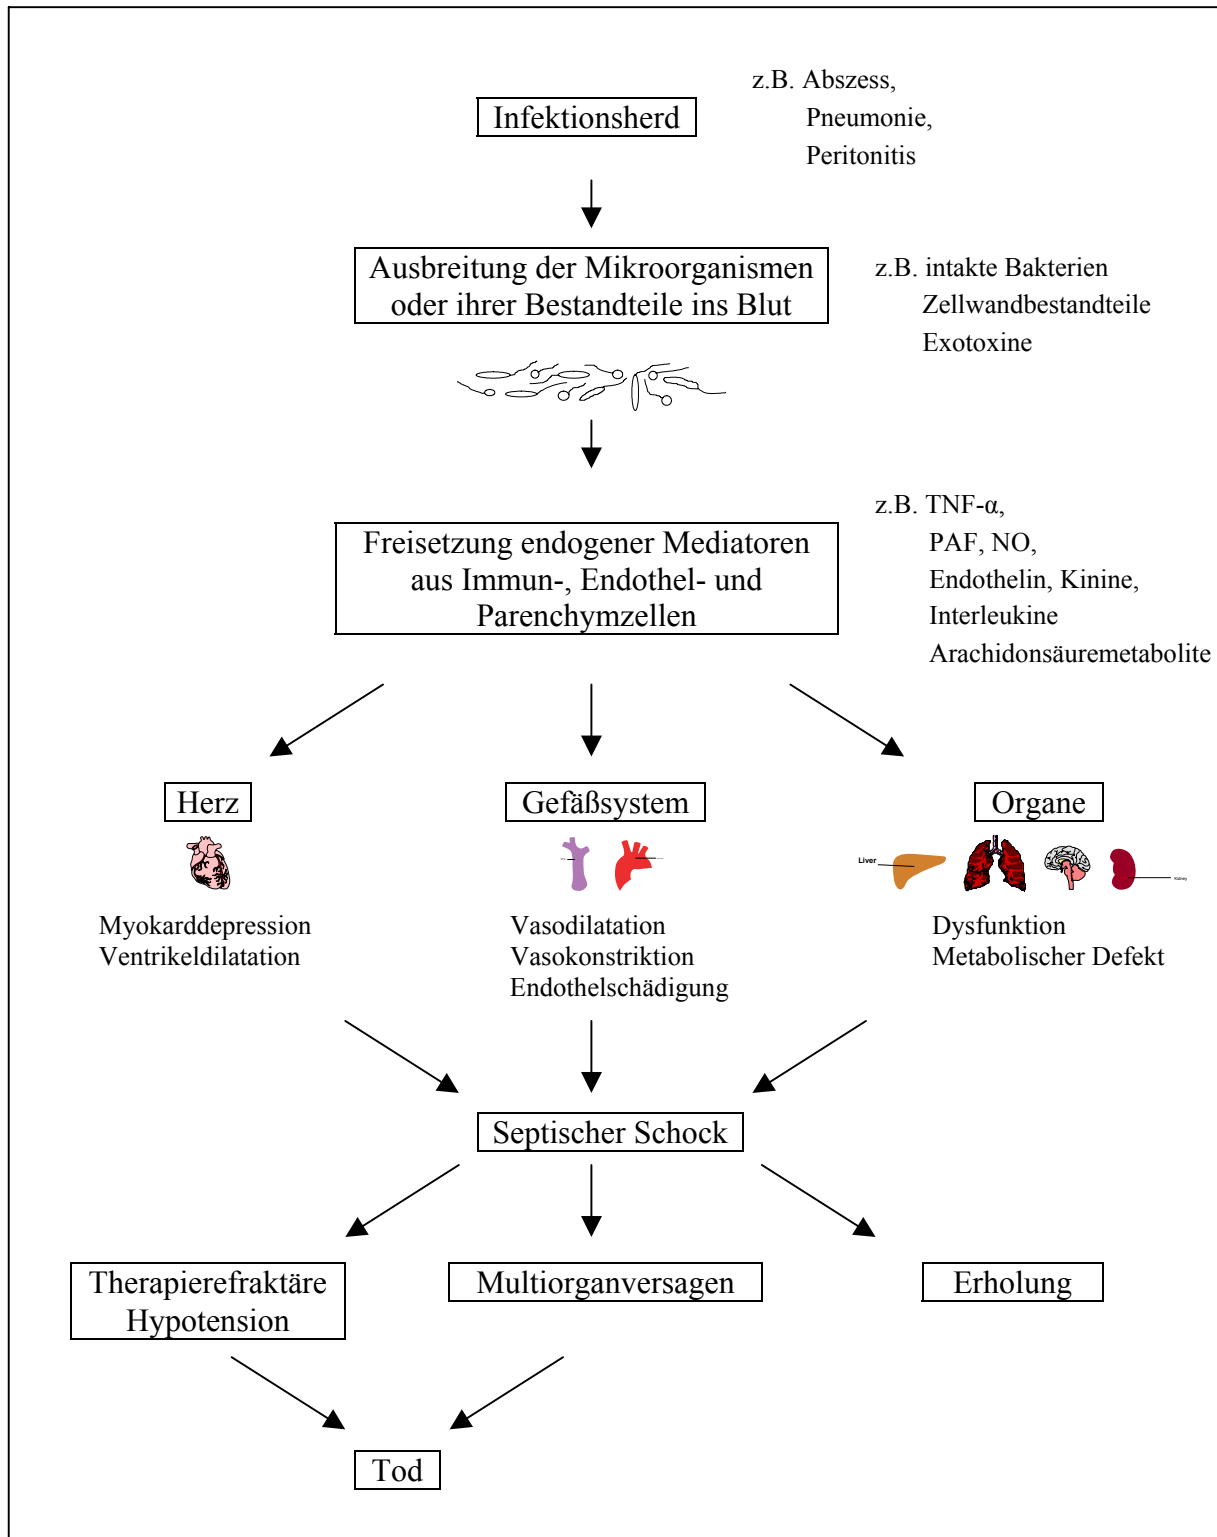 z.B. Abszess,
Infektionsherd
Pneumonie,
Peritonitis
Ausbreitung der Mikroorganismen
oder ihrer Bestandteile ins Blut
z.B. intakte Bakterien
Zellwandbestandteile
Exotoxine
z.B. TNF-α,
PAF, NO,
Endothelin, Kinine,
Interleukine
Arachidonsäuremetabolite
Freisetzung endogener Mediatoren
aus Immun-, Endothel- und
Parenchymzellen
Herz
Gefäßsystem
Organe
Liver
Kidney
Myokarddepression
Ventrikeldilatation
Vasodilatation
Vasokonstriktion
Endothelschädigung
Dysfunktion
Metabolischer Defekt
Septischer Schock
Therapierefraktäre
Hypotension
Multiorganversagen
Erholung
Tod